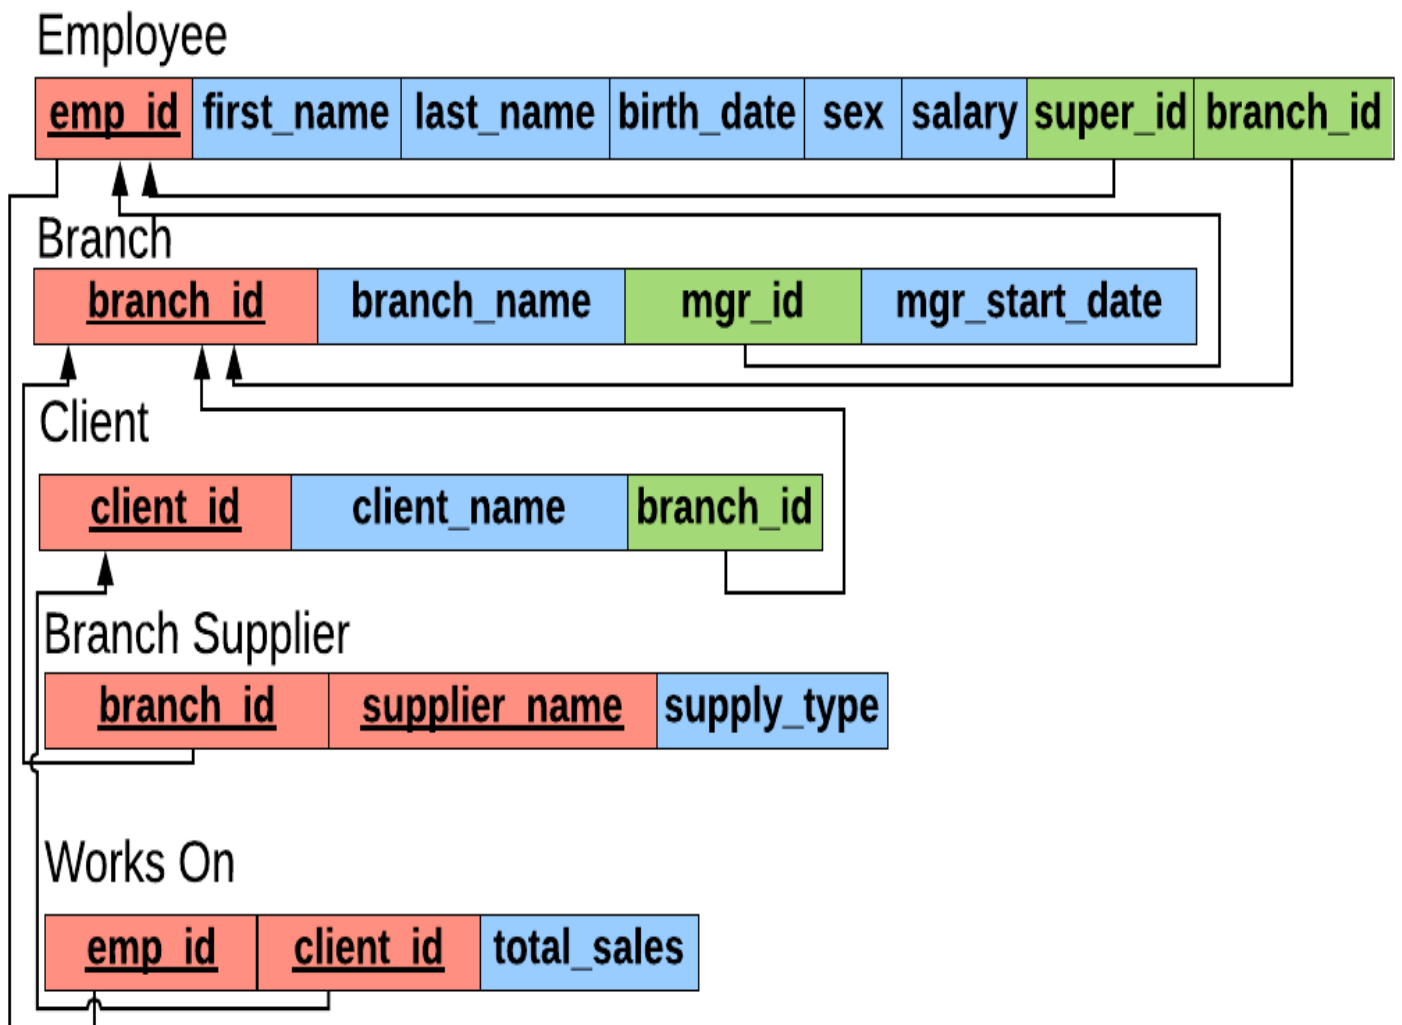 Employee
emp_id first_name last_name birth_date sex salary super_id branch_id
Branch
branch_id branch_name mgr_id mgr_start_date
Client
client_id client_name branch_id
Branch Supplier
branch_id supplier_name supply_type
Works On
emp_id client_id total_sales